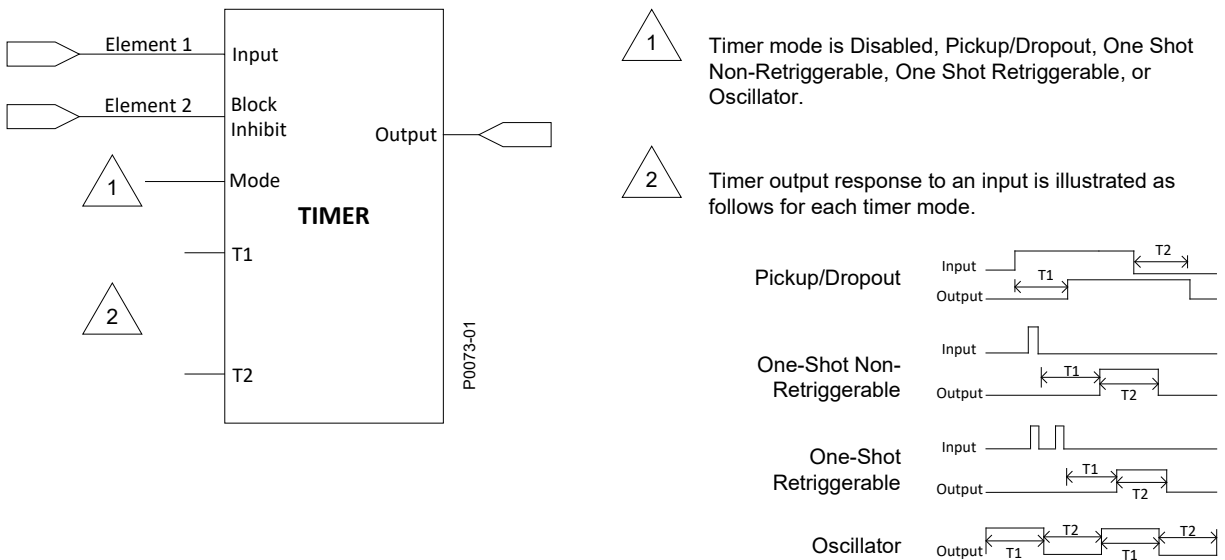 Element 1
Input
Element 2
Block
Inhibit
Output
1
Mode
TIMER
T1
2
T2
P0073-01
1
Timer mode is Disabled, Pickup/Dropout, One Shot
Non-Retriggerable, One Shot Retriggerable, or
Oscillator.
2
Timer output response to an input is illustrated as
follows for each timer mode.
Pickup/Dropout
Input
T2
T1
Output
One-Shot Non-
Retriggerable
Input
T1
Output
T2
One-Shot
Retriggerable
Input
T1
Output
T2
Oscillator
Output
T1
T2
T1
T2